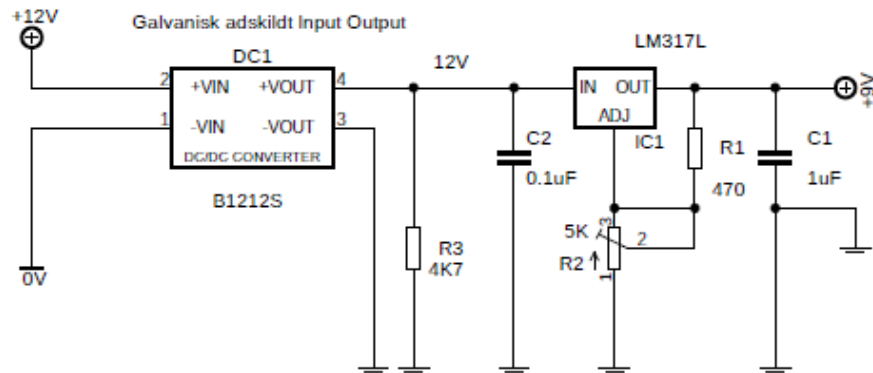 +12V
Galvanisk adskildt Input Output
DC1
12V
LM317L
2
+VIN
+VOUT
4
IN
OUT
+9V
1
-VIN
-VOUT
3
ADJ
DC/DC CONVERTER
IC1
R1
C1
C2
0.1uF
470
1uF
B1212S
3
5K
2
R3
4K7
R2
1
0V